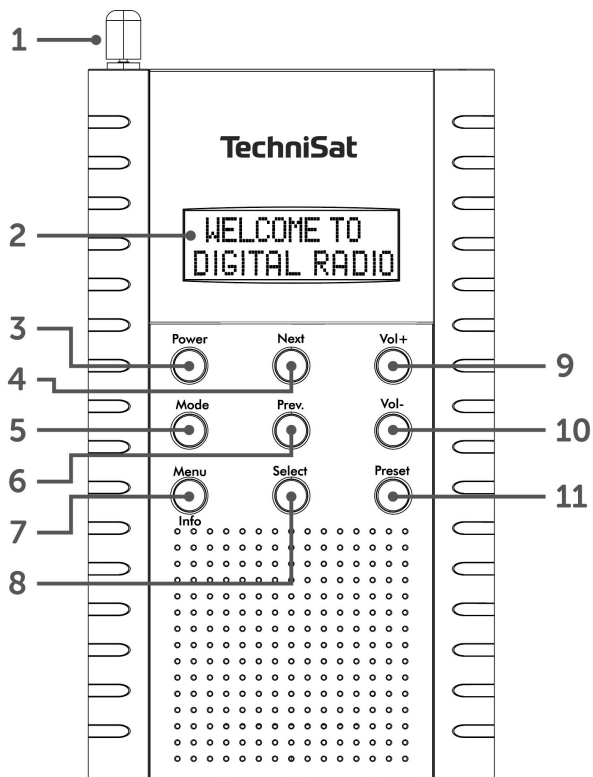 1
TechniSat
2
WELCOME TO
DIGITAL RADIO
3
Power
Next
Vol+
4
9
5
Mode
Prev.
Vol-
10
6
Menu
Select
Preset
7
Info
11
8